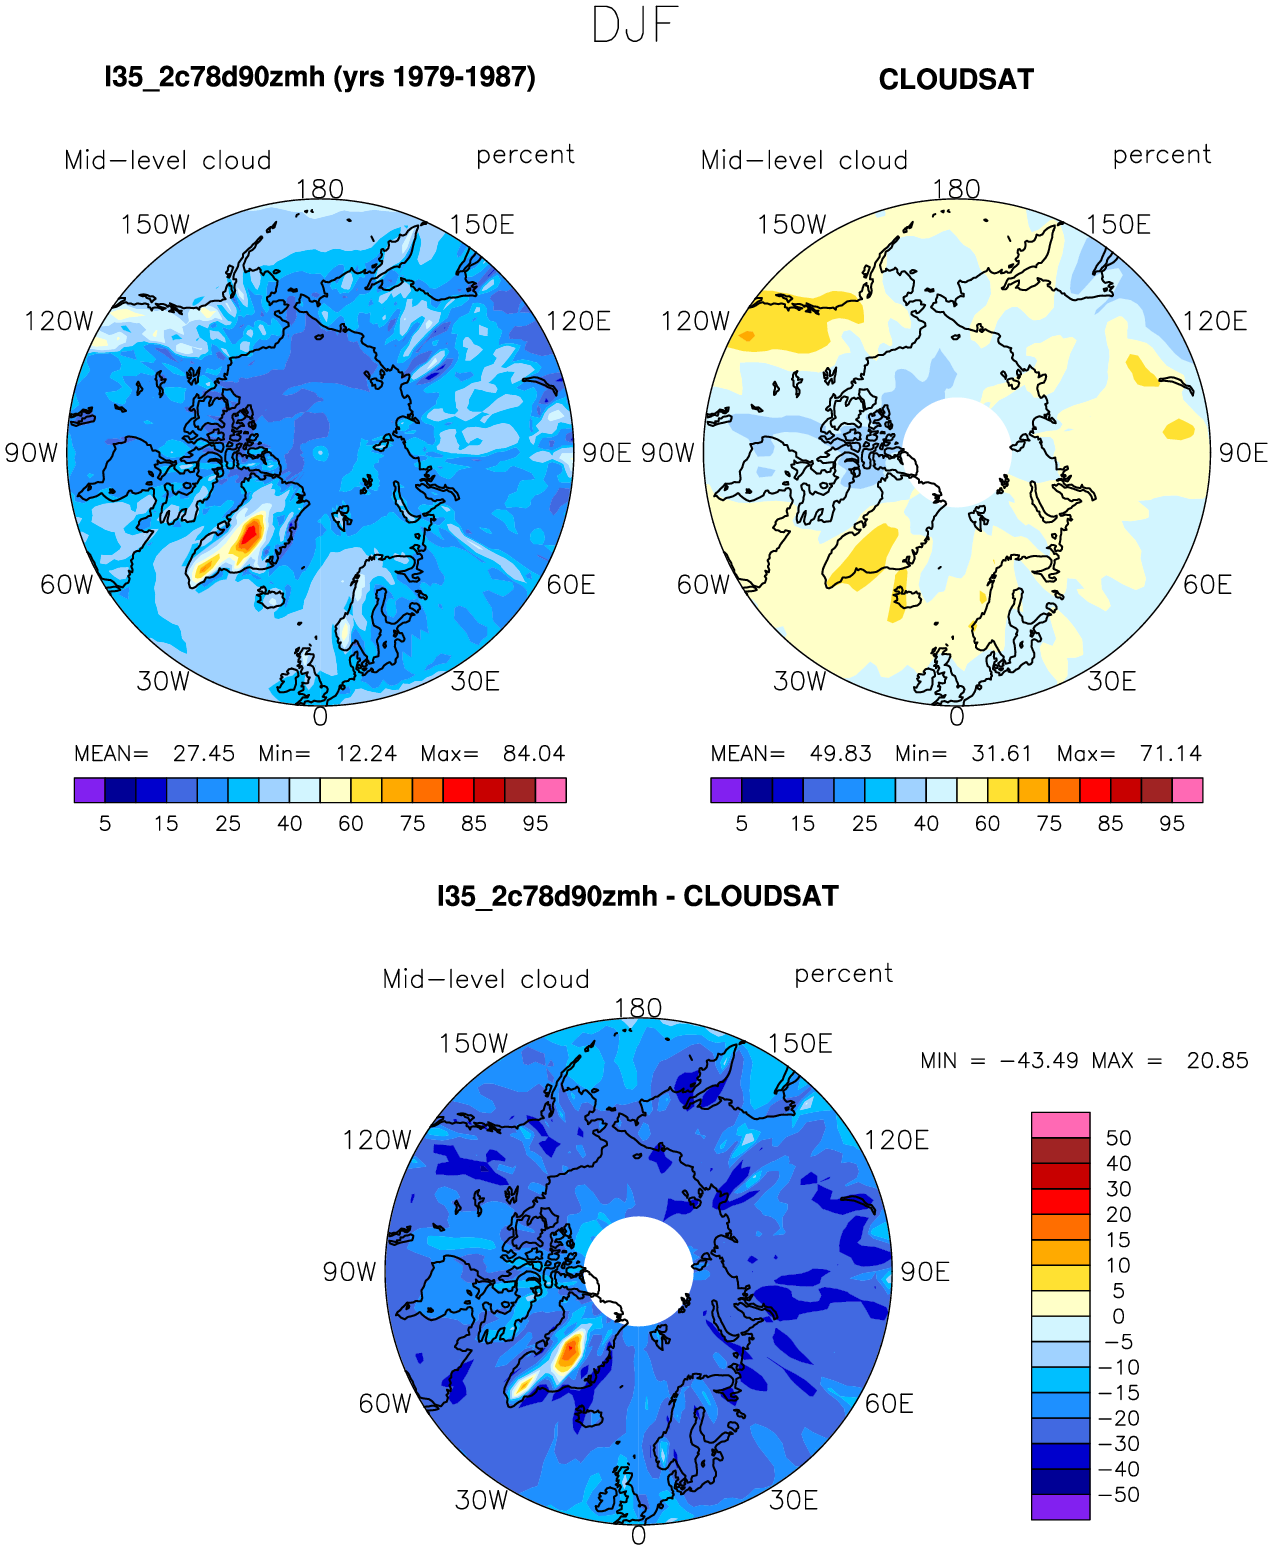 DJF
l35_2c78d90zmh (yrs 1979-1987)
CLOUDSAT
Mid-level cloud percent
Mid-level cloud percent
180
150W 150E
120W 120E
90W 90E
60W 60E
30W 30E
0
180
150W 150E
120W 120E
90W 90E
60W 60E
30W 30E
0
MEAN= 27.45 Min= 12.24 Max= 84.04
5 15 25 40 60 75 85 95
MEAN= 49.83 Min= 31.61 Max= 71.14
5 15 25 40 60 75 85 95
l35_2c78d90zmh - CLOUDSAT
Mid-level cloud percent
180
150W 150E
120W 120E
90W 90E
60W 60E
30W 30E
0
MIN = -43.49 MAX = 20.85
50
40
30
20
15
10
5
0
-5
-10
-15
-20
-30
-40
-50